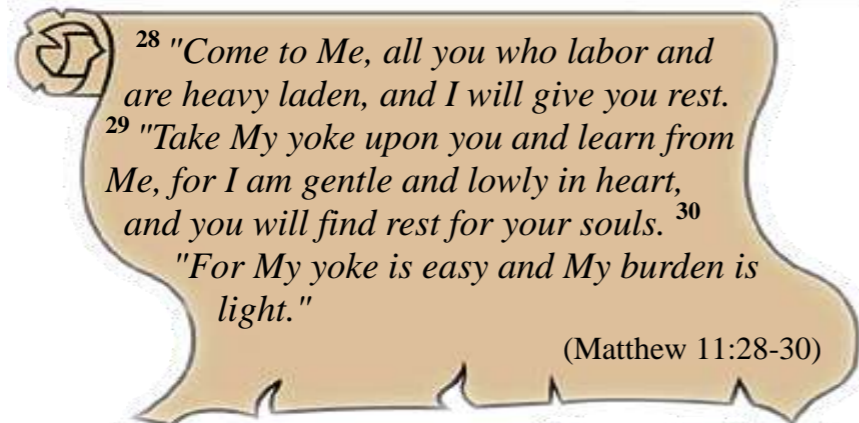 28 "Come to Me, all you who labor and
are heavy laden, and I will give you rest.
29 "Take My yoke upon you and learn from
Me, for I am gentle and lowly in heart,
and you will find rest for your souls. 30
"For My yoke is easy and My burden is
light."
(Matthew 11:28-30)